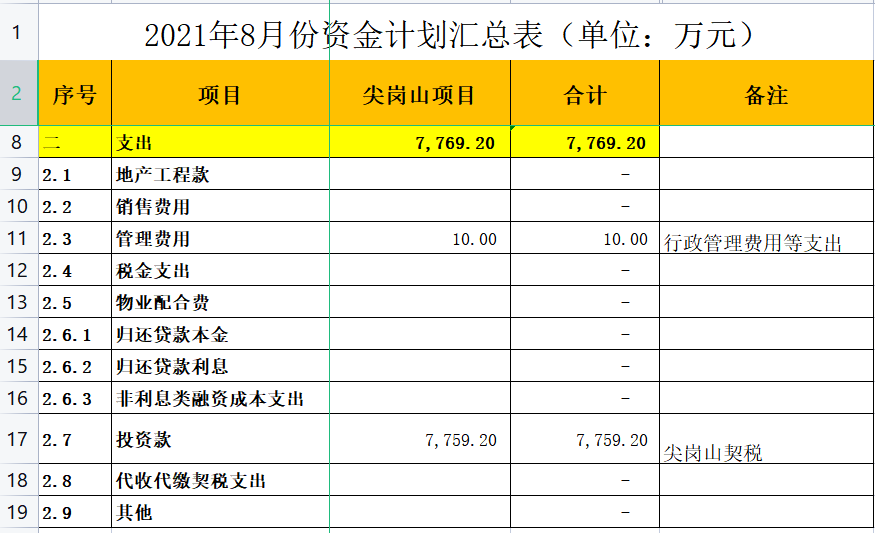 1 2021年8月份资金计划汇总表（单位：万元）
2 序号 项目 尖岗山项目 合计 备注
8 二 支出 7,769.20 7,769.20
9 2.1 地产工程款 -
10 2.2 销售费用 -
11 2.3 管理费用 10.00 10.00 行政管理费用等支出
12 2.4 税金支出 -
13 2.5 物业配合费 -
14 2.6.1 归还贷款本金 -
15 2.6.2 归还贷款利息 -
16 2.6.3 非利息类融资成本支出 -
17 2.7 投资款 7,759.20 7,759.20 尖岗山契税
18 2.8 代收代缴契税支出 -
19 2.9 其他 -